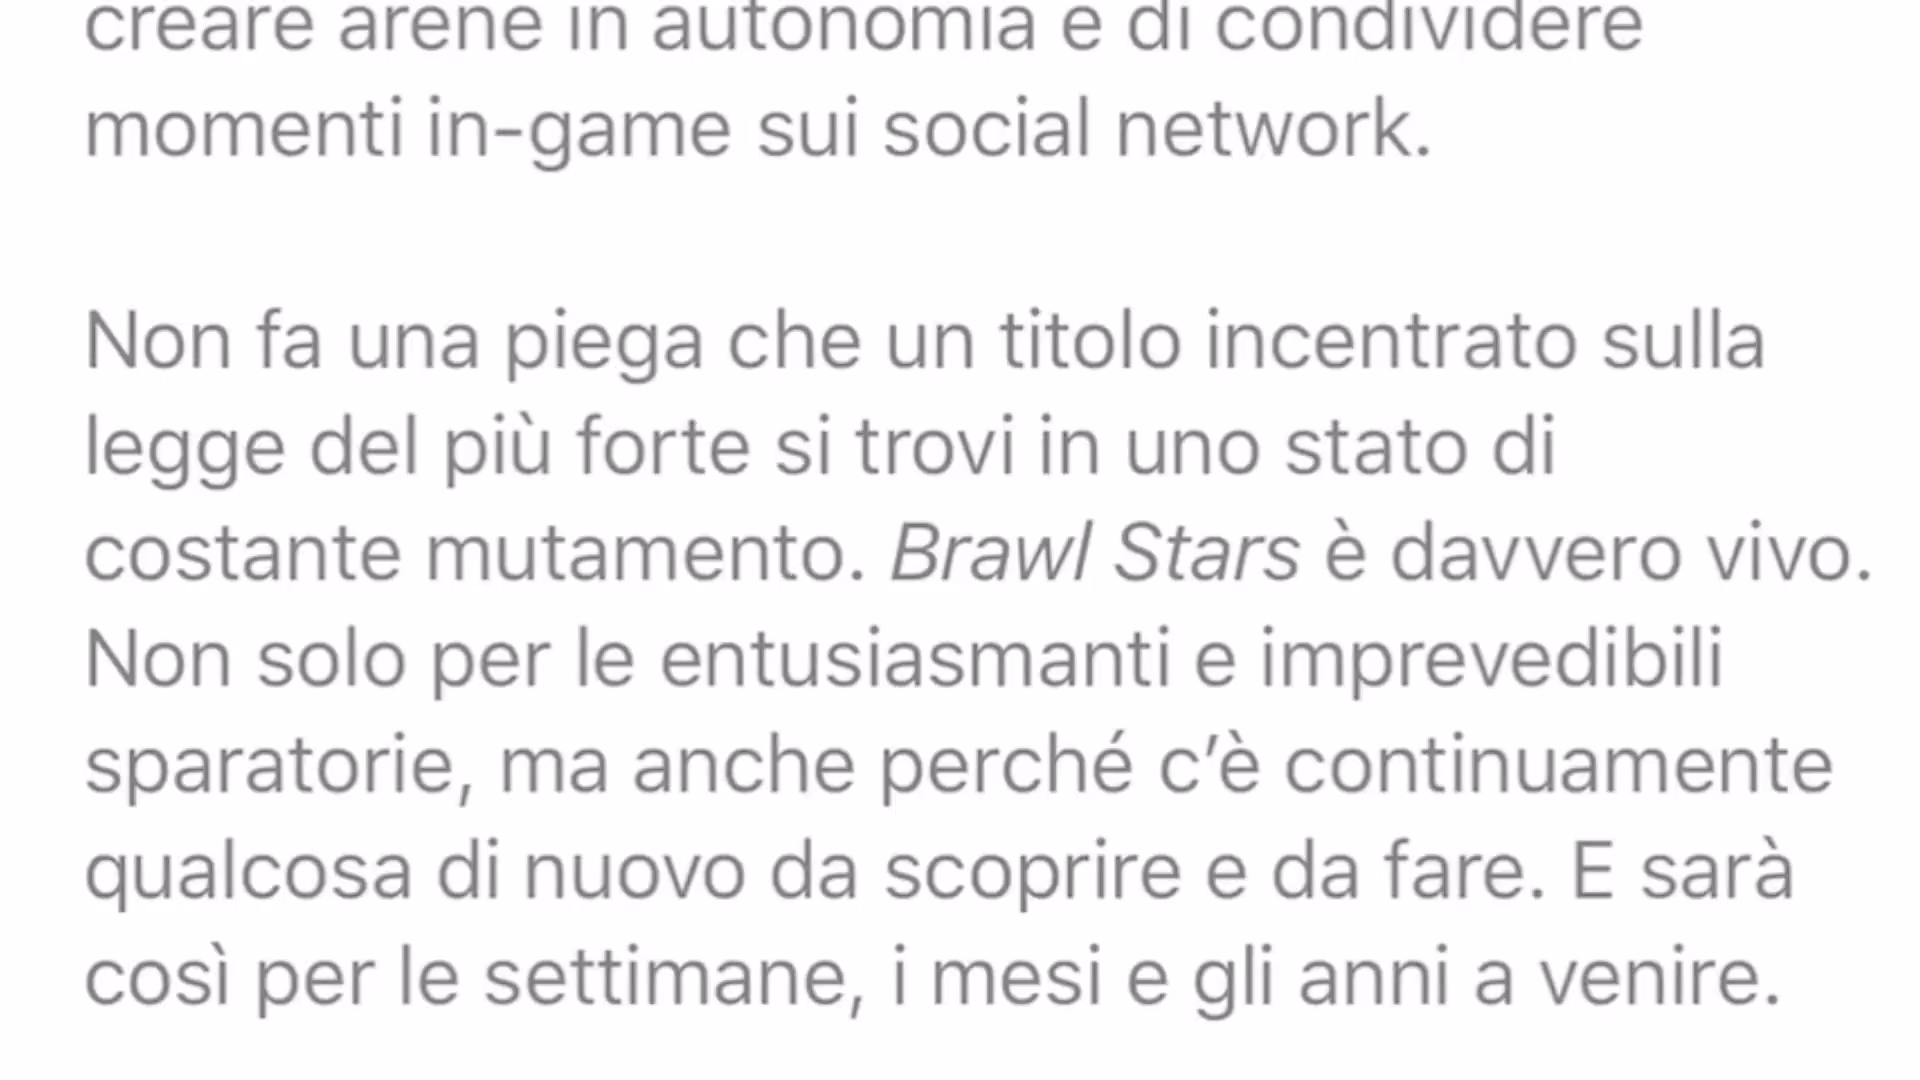 creare arene in autonomia e di condividere
momenti in-game sui social network.
Non fa una piega che un titolo incentrato sulla
legge del più forte si trovi in uno stato di
costante mutamento. Brawl Stars è davvero vivo.
Non solo per le entusiasmanti e imprevedibili
sparatorie, ma anche perché c’è continuamente
qualcosa di nuovo da scoprire e da fare. E sarà
così per le settimane, i mesi e gli anni a venire.